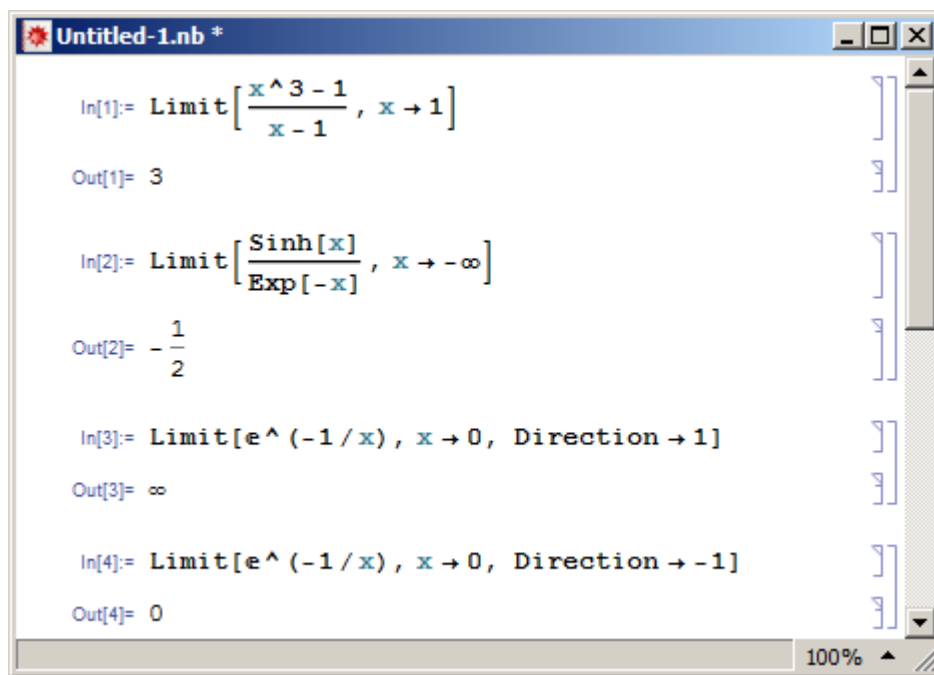 Untitled-1.nb *
In[1]:= Limit[(x^3 - 1)/(x - 1), x → 1]
Out[1]= 3
In[2]:= Limit[Sinh[x]/Exp[-x], x → -∞]
Out[2]= -1/2
In[3]:= Limit[ⅇ^(-1/x), x → 0, Direction → 1]
Out[3]= ∞
In[4]:= Limit[ⅇ^(-1/x), x → 0, Direction → -1]
Out[4]= 0
100%